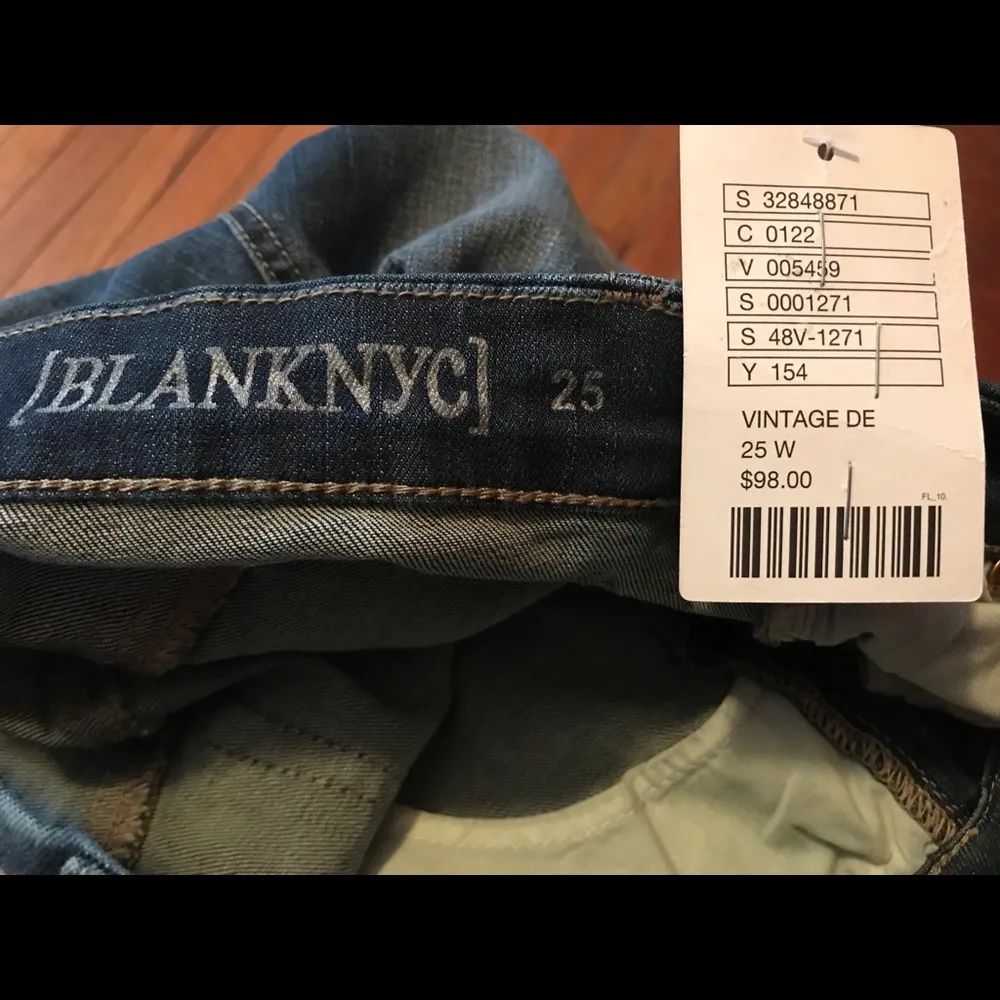 [BLANKNYC] 25
S 32848871
C 0122
V 005459
S 0001271
S 48V-1271
Y 154
VINTAGE DE
25 W
$98.00
FL_10.